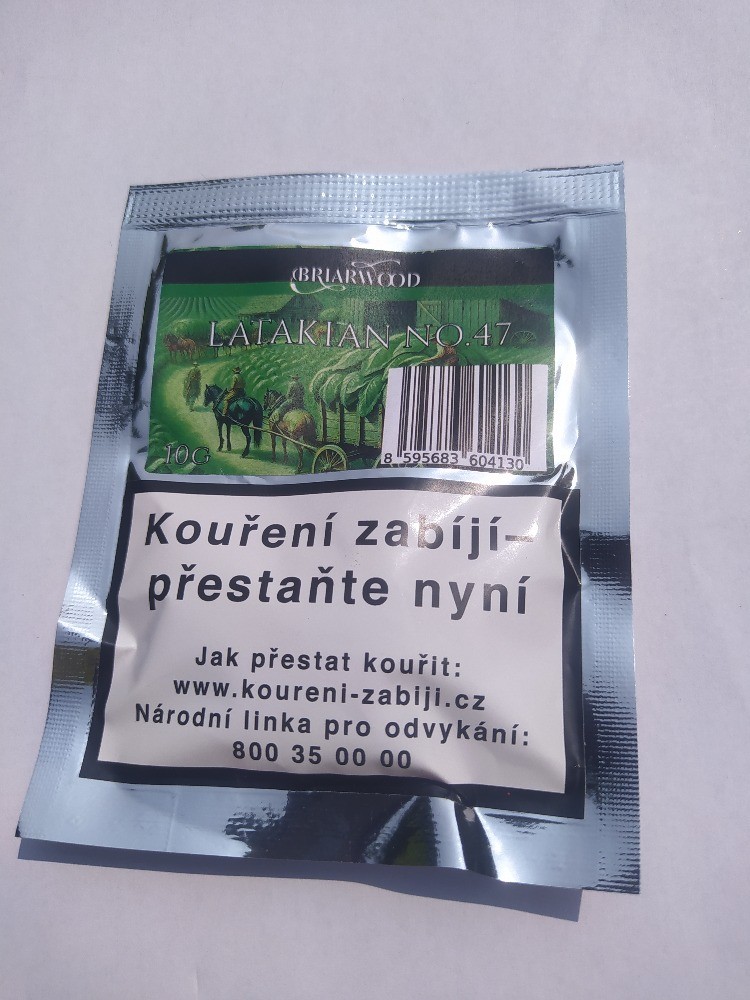 BRIARWOOD
LATAKIAN NO.47
10G
8 595683 604130
Kouření zabíjí–
přestaňte nyní
Jak přestat kouřit:
www.koureni-zabiji.cz
Národní linka pro odvykání:
800 35 00 00